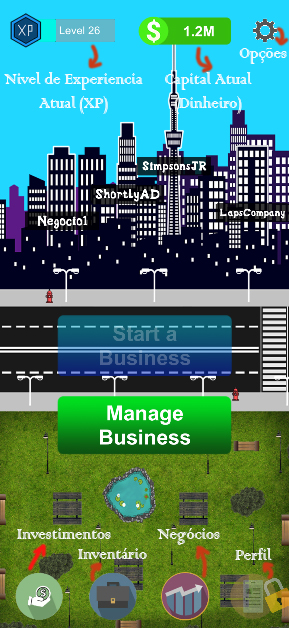 XP Level 26 $ 1.2M
Opções
Nivel de Experiencia
Atual (XP)
Capital Atual
(Dinheiro)
SimpsonsJR
ShortlyAD
LapsCompany
Negocio1
Start a
Business
Manage
Business
Investimentos
Negócios
Inventário
Perfil